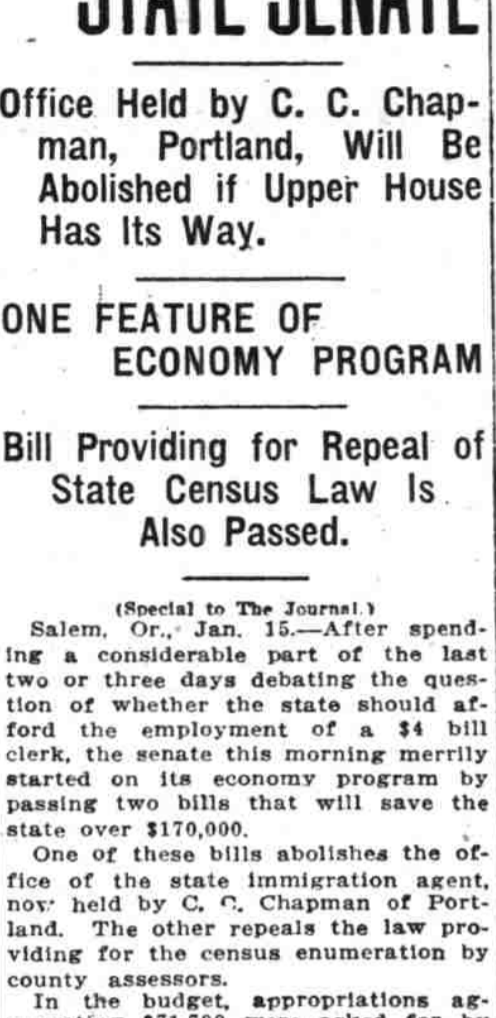 STATE SENATE
Office Held by C. C. Chap-
man, Portland, Will Be
Abolished if Upper House
Has Its Way.
ONE FEATURE OF
ECONOMY PROGRAM
Bill Providing for Repeal of
State Census Law Is
Also Passed.
(Special to The Journal.)
Salem, Or., Jan. 15.—After spend-
ing a considerable part of the last
two or three days debating the ques-
tion of whether the state should af-
ford the employment of a $4 bill
clerk, the senate this morning merrily
started on its economy program by
passing two bills that will save the
state over $170,000.
One of these bills abolishes the of-
fice of the state immigration agent,
now held by C. C. Chapman of Port-
land. The other repeals the law pro-
viding for the census enumeration by
county assessors.
In the budget, appropriations ag-
were asked for by